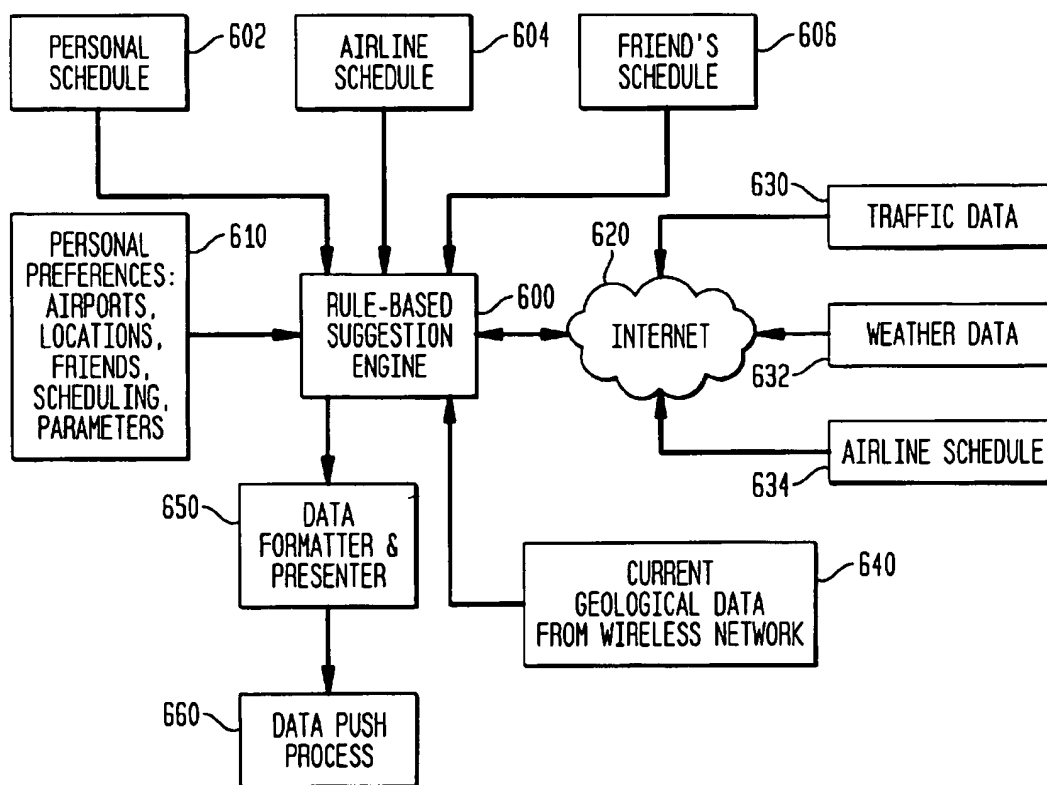 PERSONAL
SCHEDULE
602
AIRLINE
SCHEDULE
604
FRIEND'S
SCHEDULE
606
PERSONAL
PREFERENCES:
AIRPORTS,
LOCATIONS,
FRIENDS,
SCHEDULING,
PARAMETERS
610
RULE-BASED
SUGGESTION
ENGINE
600
620
INTERNET
630
TRAFFIC DATA
WEATHER DATA
632
AIRLINE SCHEDULE
634
650
DATA
FORMATTER &
PRESENTER
CURRENT
GEOLOGICAL DATA
FROM WIRELESS NETWORK
640
660
DATA PUSH
PROCESS